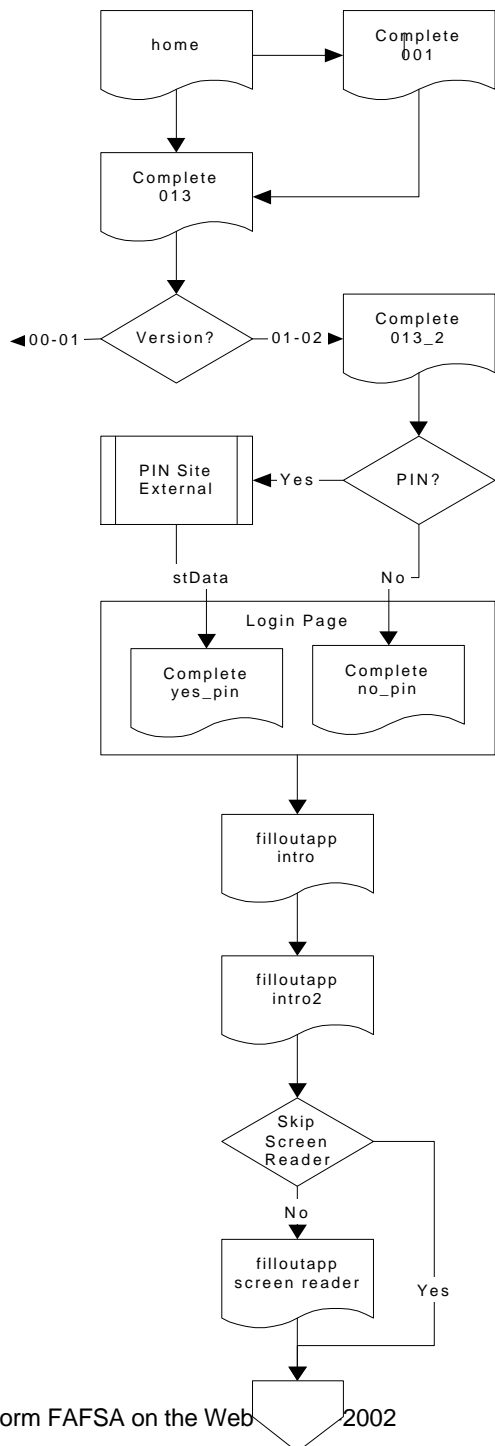 home
Complete
001
Complete
013
00-01
Version?
01-02
Complete
013_2
PIN Site
External
Yes
PIN?
stData
No
Login Page
Complete
yes_pin
Complete
no_pin
filloutapp
intro
filloutapp
intro2
Skip
Screen
Reader
No
filloutapp
screen reader
Yes
orm FAFSA on the Web 2002